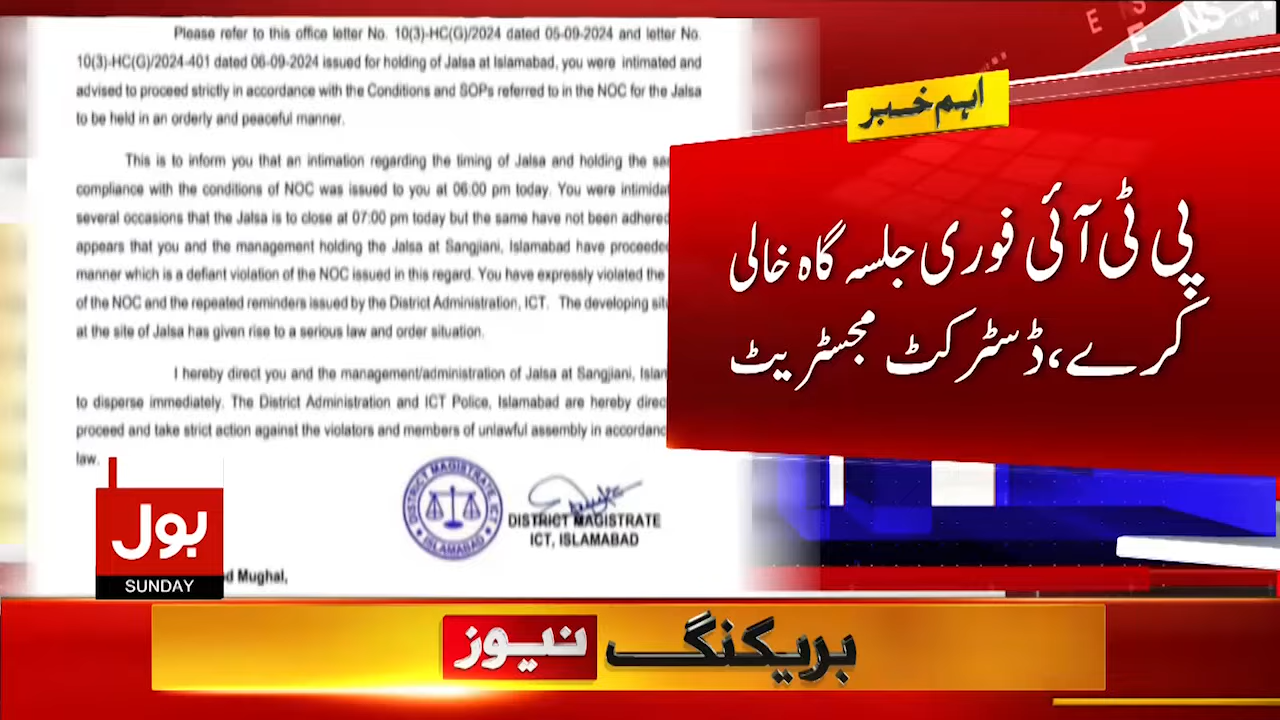 Please refer to this office letter No. 10(3)-HC(G)/2024 dated 05-09-2024 and letter No.
10(3)-HC(G)/2024-401 dated 06-09-2024 issued for holding of Jalsa at Islamabad, you were intimated and
advised to proceed strictly in accordance with the Conditions and SOPs referred to in the NOC for the Jalsa
to be held in an orderly and peaceful manner.
This is to inform you that an intimation regarding the timing of Jalsa and holding the
compliance with the conditions of NOC was issued to you at 06:00 pm today. You were
several occasions that the Jalsa is to close at 07:00 pm today but the same have not been adhered
appears that you and the management holding the Jalsa at Sangjiani, Islamabad have proceeded
manner which is a defiant violation of the NOC issued in this regard. You have expressly violated the
of the NOC and the repeated reminders issued by the District Administration, ICT. The developing
at the site of Jalsa has given rise to a serious law and order situation.
I hereby direct you and the management/administration of Jalsa at Sangjiani,
to disperse immediately. The District Administration and ICT Police, Islamabad are hereby
proceed and take strict action against the violators and members of unlawful assembly in
law.
DISTRICT MAGISTRATE, ICT
ISLAMABAD
DISTRICT MAGISTRATE
ICT, ISLAMABAD
Mughal,
اہم خبر
پی ٹی آئی فوری جلسہ گاہ خالی
کرے، ڈسٹرکٹ مجسٹریٹ
بول
SUNDAY
بریکنگ نیوز